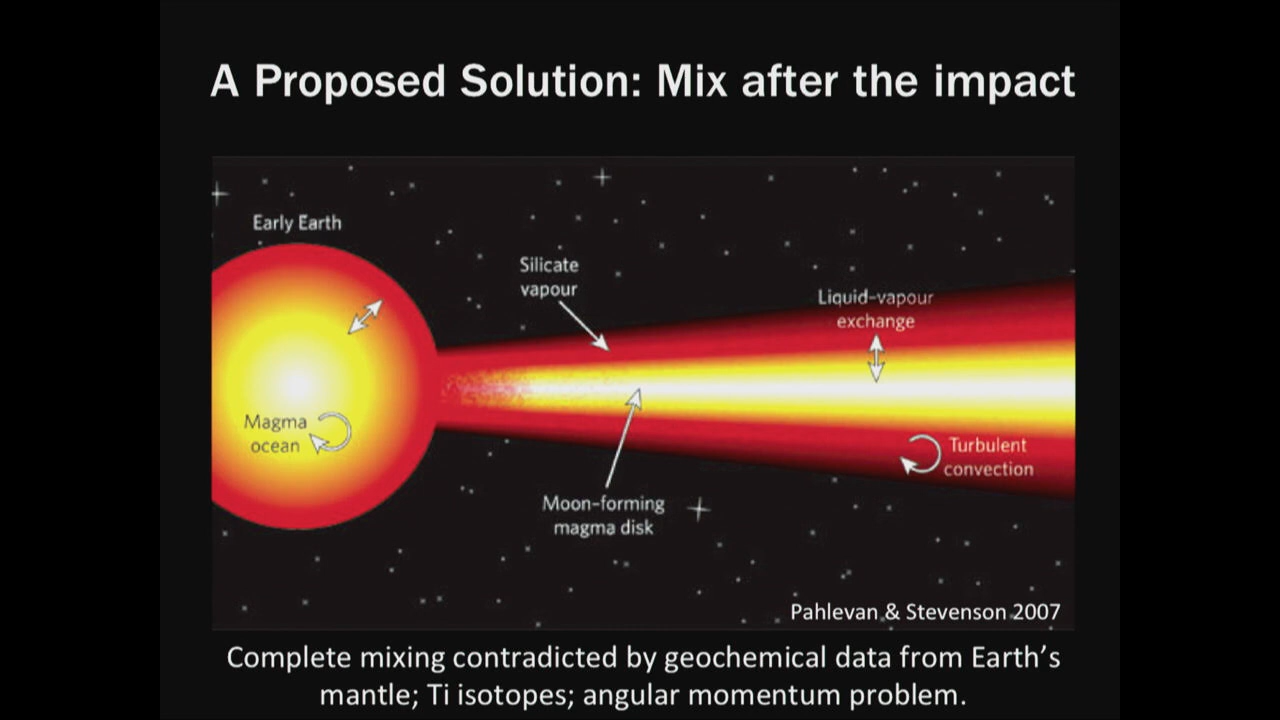 A Proposed Solution: Mix after the impact
Early Earth
Silicate
vapour
Liquid-vapour
exchange
Magma
ocean
Turbulent
convection
Moon-forming
magma disk
Pahlevan & Stevenson 2007
Complete mixing contradicted by geochemical data from Earth's
mantle; Ti isotopes; angular momentum problem.